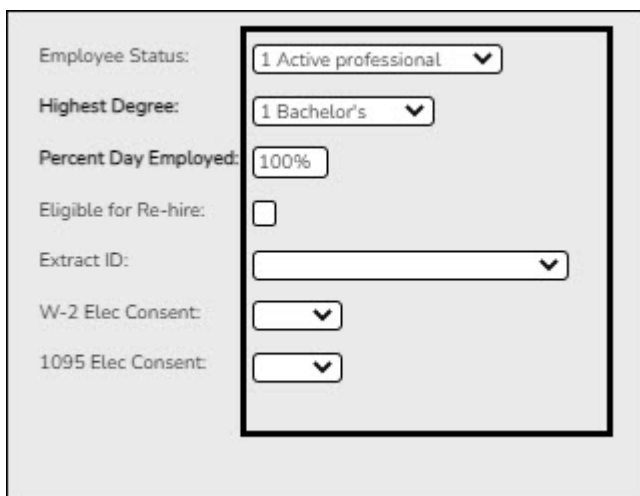 Employee Status: 1 Active professional
Highest Degree: 1 Bachelor's
Percent Day Employed: 100%
Eligible for Re-hire:
Extract ID:
W-2 Elec Consent:
1095 Elec Consent: